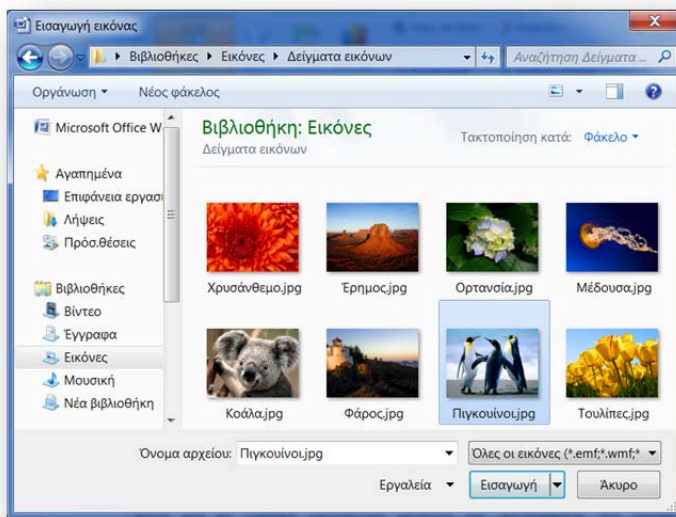 Εισαγωγή εικόνας
Βιβλιοθήκες Εικόνες Δείγματα εικόνων
Αναζήτηση Δείγματα ...
Οργάνωση Νέος φάκελος
Microsoft Office W
Αγαπημένα
Επιφάνεια εργασ
Λήψεις
Πρόσ.θέσεις
Βιβλιοθήκες
Βίντεο
Έγγραφα
Εικόνες
Μουσική
Νέα βιβλιοθήκη
Βιβλιοθήκη: Εικόνες
Δείγματα εικόνων
Τακτοποίηση κατά: Φάκελο
Χρυσάνθεμο.jpg
Έρημος.jpg
Ορτανσία.jpg
Μέδουσα.jpg
Κοάλα.jpg
Φάρος.jpg
Πιγκουίνοι.jpg
Τουλίπες.jpg
Όνομα αρχείου: Πιγκουίνοι.jpg
Όλες οι εικόνες (*.emf;*.wmf;*
Εργαλεία
Εισαγωγή
Άκυρο